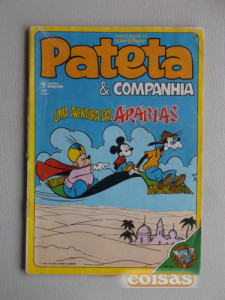 Pateta
& COMPANHIA
UMA AVENTURA DAS ARÁBIAS
coisas